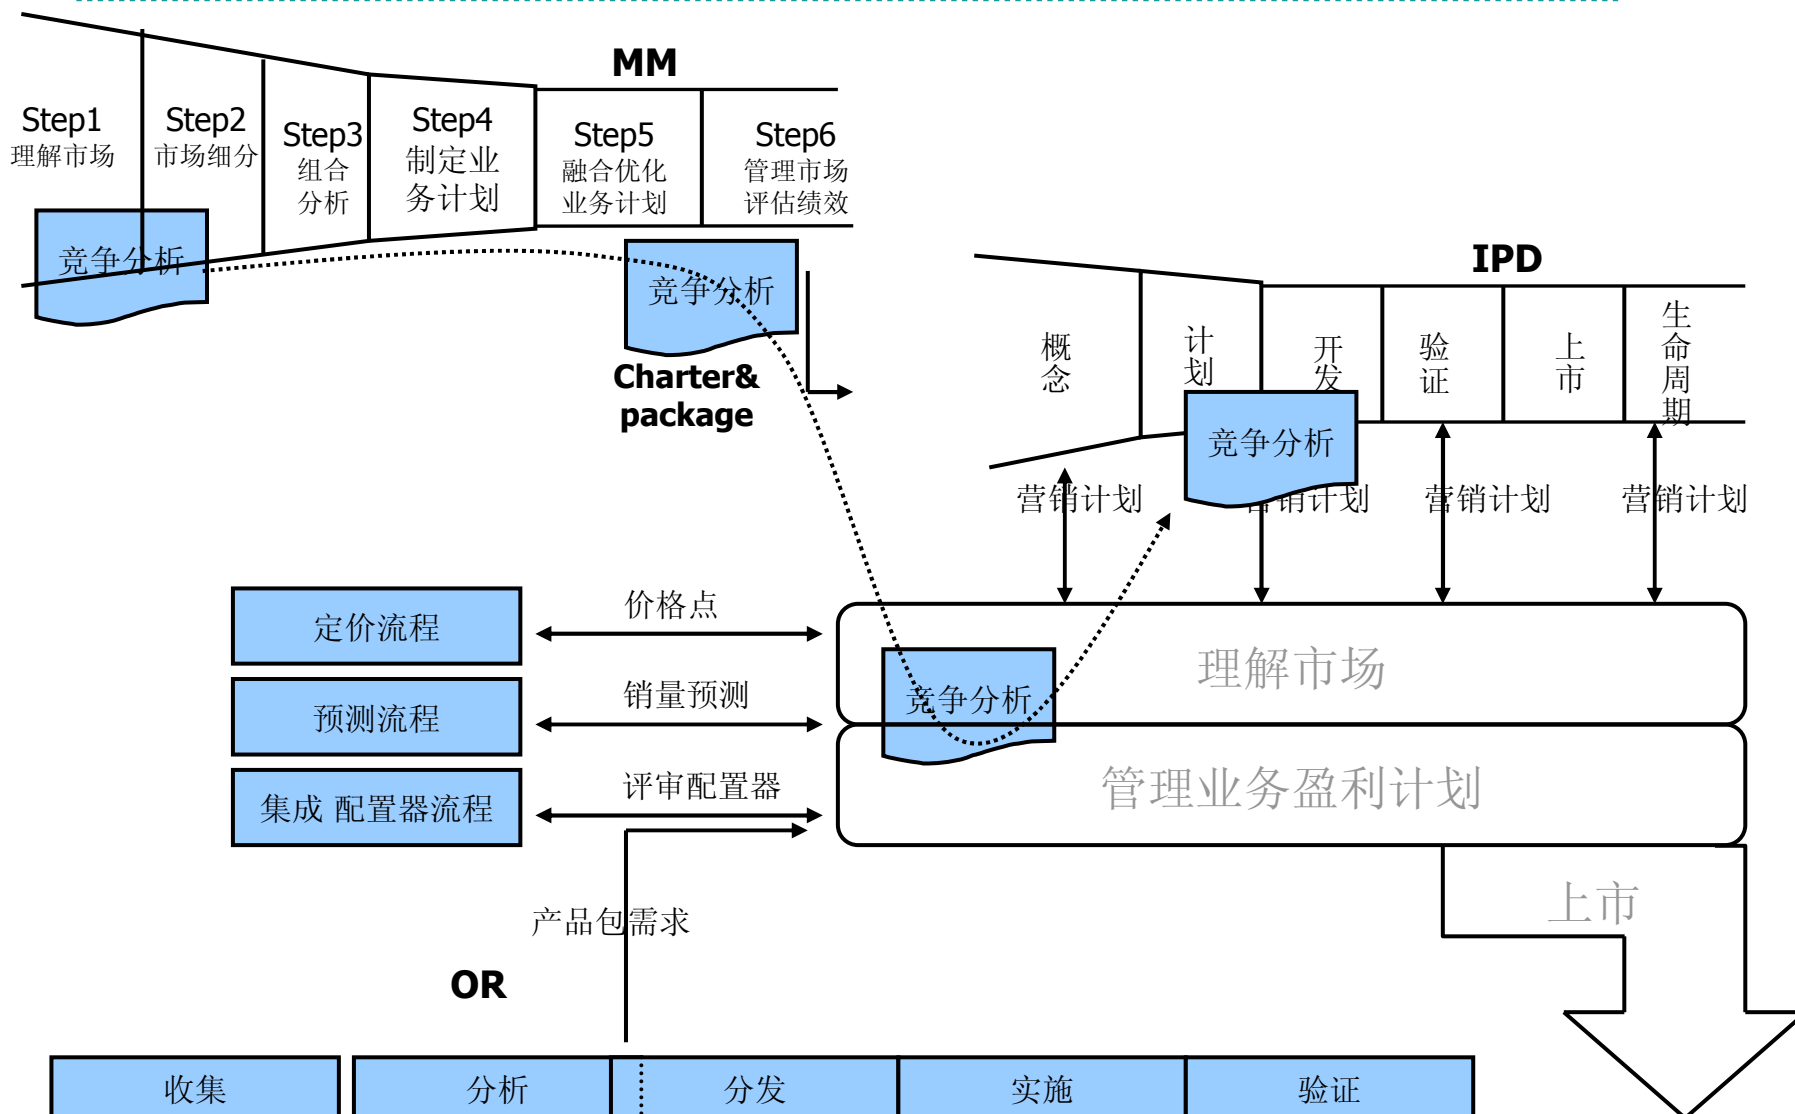 MM
Step1
理解市场
Step2
市场细分
Step3
组合
分析
Step4
制定业
务计划
Step5
融合优化
业务计划
Step6
管理市场
评估绩效
竞争分析
竞争分析
Charter&
package
IPD
概念
计划
开发
验证
上市
生命周期
竞争分析
营销计划
营销计划
营销计划
营销计划
定价流程
价格点
理解市场
预测流程
销量预测
竞争分析
集成 配置器流程
评审配置器
管理业务盈利计划
产品包需求
上市
OR
收集
分析
分发
实施
验证